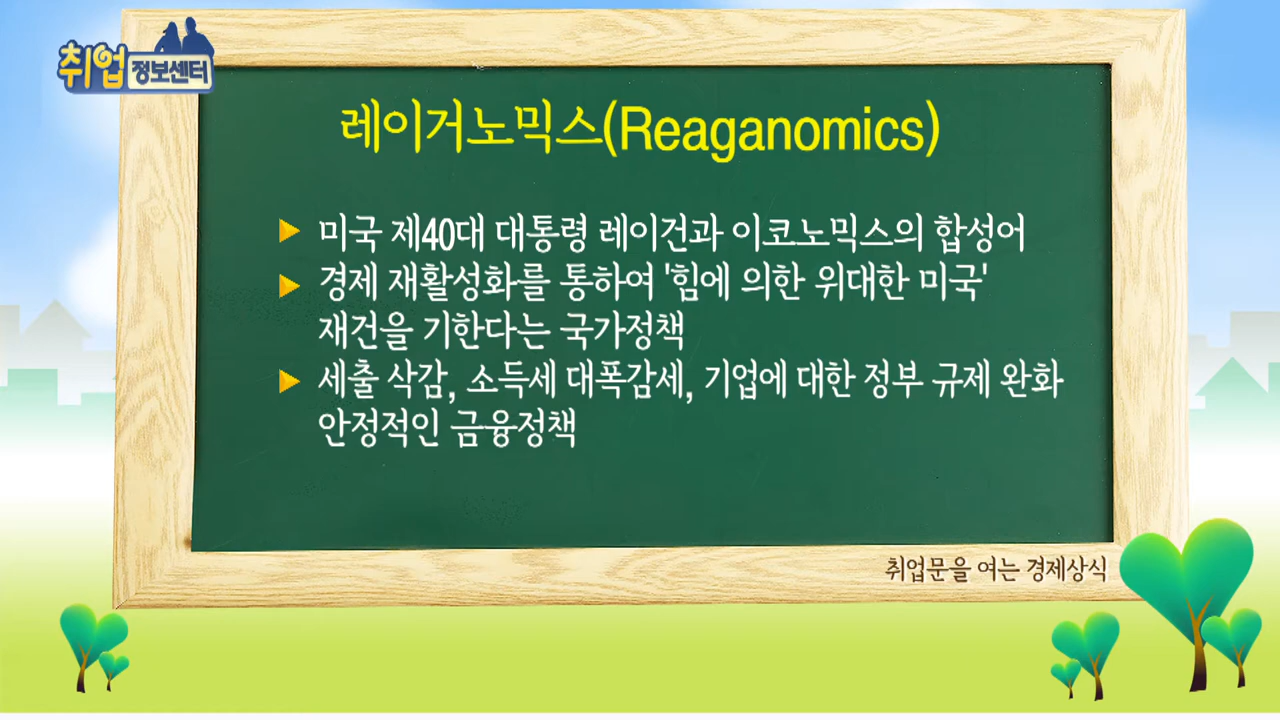 취업 정보센터
레이거노믹스(Reaganomics)
▶ 미국 제40대 대통령 레이건과 이코노믹스의 합성어
▶ 경제 재활성화를 통하여 '힘에 의한 위대한 미국'
재건을 기한다는 국가정책
▶ 세출 삭감, 소득세 대폭감세, 기업에 대한 정부 규제 완화
안정적인 금융정책
취업문을 여는 경제상식